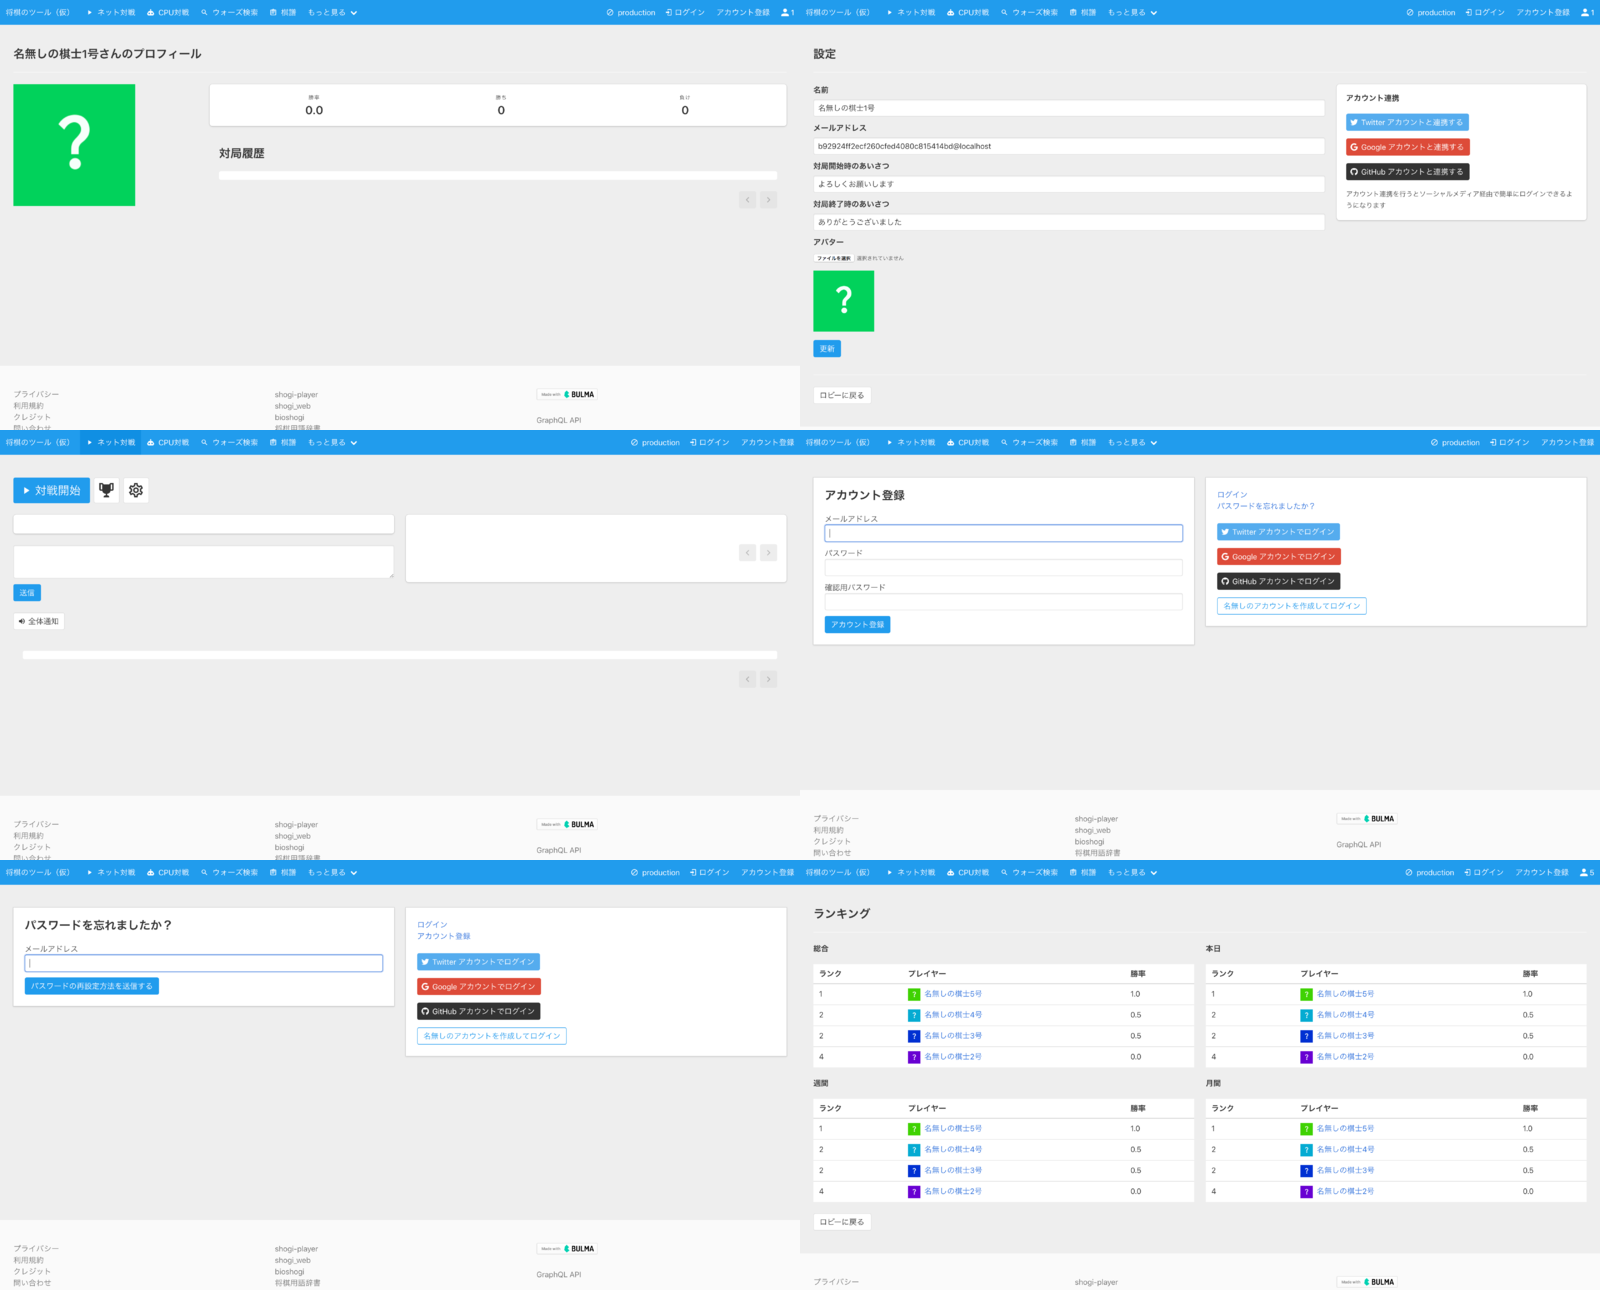 将棋のツール（仮） ネット対戦 CPU対戦 ウォーズ検索 棋譜 もっと見る production ログイン アカウント登録 1
名無しの棋士1号さんのプロフィール
?
勝率 勝ち 負け
0.0 0 0
対局履歴
プライバシー shogi-player Made with BULMA
利用規約 shogi_web
クレジット bioshogi GraphQL API
問い合わせ 将棋用語辞書
将棋のツール（仮） ネット対戦 CPU対戦 ウォーズ検索 棋譜 もっと見る production ログイン アカウント登録 1
設定
名前
名無しの棋士1号
メールアドレス
b92924ff2ecf260cfed4080c815414bd@localhost
対局開始時のあいさつ
よろしくお願いします
対局終了時のあいさつ
ありがとうございました
アバター
ファイルを選択 選択されていません
?
更新
ロビーに戻る
アカウント連携
Twitter アカウントと連携する
Google アカウントと連携する
GitHub アカウントと連携する
アカウント連携を行うとソーシャルメディア経由で簡単にログインできるよ
うになります
将棋のツール（仮） ネット対戦 CPU対戦 ウォーズ検索 棋譜 もっと見る production ログイン アカウント登録
対戦開始
送信
全体通知
プライバシー shogi-player Made with BULMA
利用規約 shogi_web
クレジット bioshogi GraphQL API
問い合わせ 将棋用語辞書
将棋のツール（仮） ネット対戦 CPU対戦 ウォーズ検索 棋譜 もっと見る production ログイン アカウント登録
アカウント登録
メールアドレス
パスワード
確認用パスワード
アカウント登録
ログイン
パスワードを忘れましたか？
Twitter アカウントでログイン
Google アカウントでログイン
GitHub アカウントでログイン
名無しのアカウントを作成してログイン
プライバシー shogi-player Made with BULMA
利用規約 shogi_web
クレジット bioshogi GraphQL API
問い合わせ 将棋用語辞書
将棋のツール（仮） ネット対戦 CPU対戦 ウォーズ検索 棋譜 もっと見る production ログイン アカウント登録
パスワードを忘れましたか？
メールアドレス
パスワードの再設定方法を送信する
ログイン
アカウント登録
Twitter アカウントでログイン
Google アカウントでログイン
GitHub アカウントでログイン
名無しのアカウントを作成してログイン
プライバシー shogi-player Made with BULMA
利用規約 shogi_web
クレジット bioshogi GraphQL API
問い合わせ 将棋用語辞書
将棋のツール（仮） ネット対戦 CPU対戦 ウォーズ検索 棋譜 もっと見る production ログイン アカウント登録 5
ランキング
総合
ランク プレイヤー 勝率
1 ? 名無しの棋士5号 1.0
2 ? 名無しの棋士4号 0.5
2 ? 名無しの棋士3号 0.5
4 ? 名無しの棋士2号 0.0
本日
ランク プレイヤー 勝率
1 ? 名無しの棋士5号 1.0
2 ? 名無しの棋士4号 0.5
2 ? 名無しの棋士3号 0.5
4 ? 名無しの棋士2号 0.0
週間
ランク プレイヤー 勝率
1 ? 名無しの棋士5号 1.0
2 ? 名無しの棋士4号 0.5
2 ? 名無しの棋士3号 0.5
4 ? 名無しの棋士2号 0.0
月間
ランク プレイヤー 勝率
1 ? 名無しの棋士5号 1.0
2 ? 名無しの棋士4号 0.5
2 ? 名無しの棋士3号 0.5
4 ? 名無しの棋士2号 0.0
ロビーに戻る
プライバシー shogi-player Made with BULMA